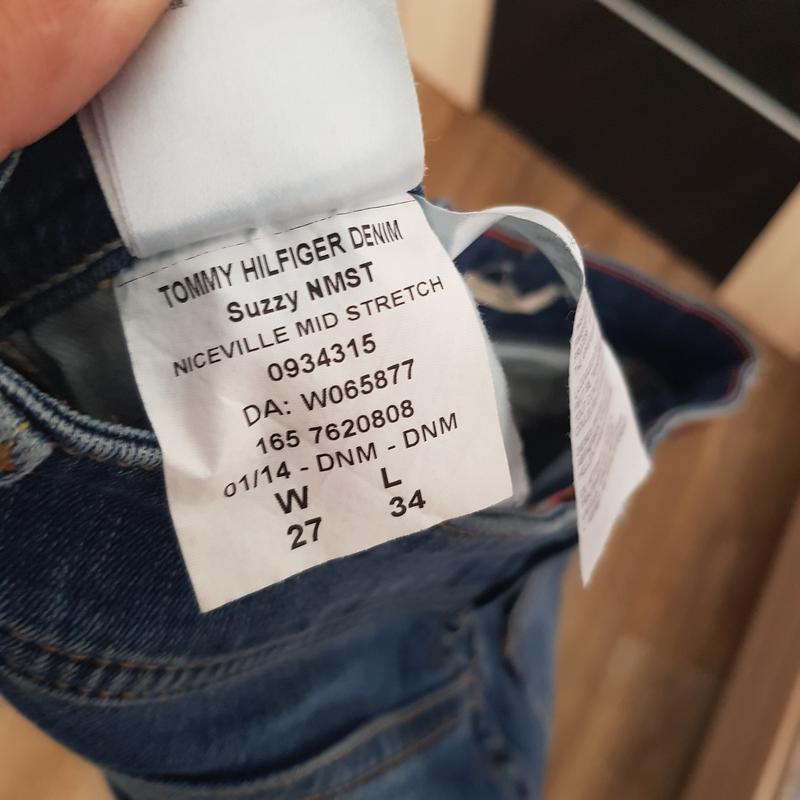 TOMMY HILFIGER DENIM
Suzzy NMST
NICEVILLE MID STRETCH
0934315
DA: W065877
165 7620808
01/14 - DNM - DNM
W L
27 34